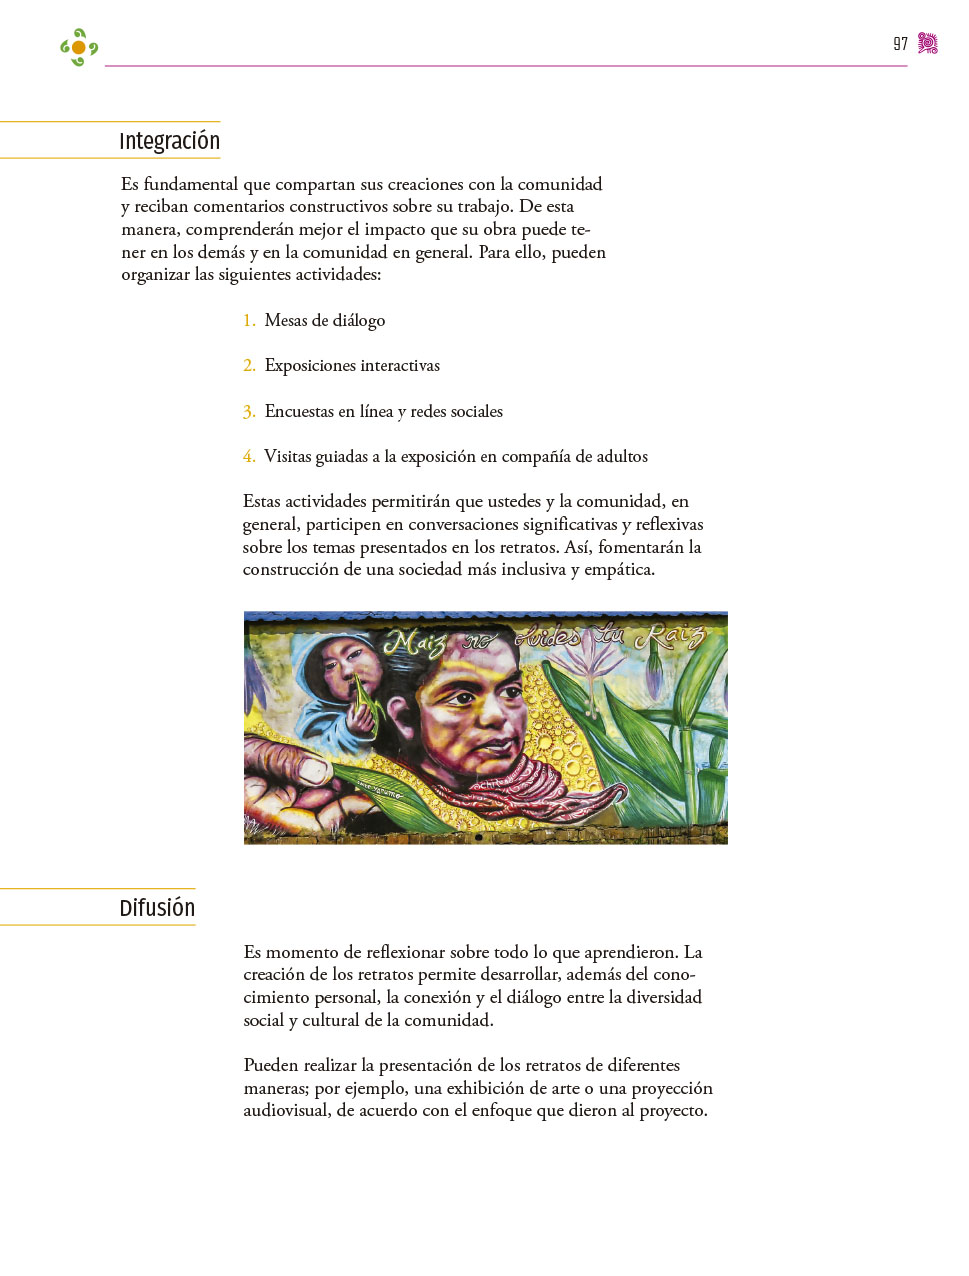 97
Integración
Es fundamental que compartan sus creaciones con la comunidad
y reciban comentarios constructivos sobre su trabajo. De esta
manera, comprenderán mejor el impacto que su obra puede te-
ner en los demás y en la comunidad en general. Para ello, pueden
organizar las siguientes actividades:
1. Mesas de diálogo
2. Exposiciones interactivas
3. Encuestas en línea y redes sociales
4. Visitas guiadas a la exposición en compañía de adultos
Estas actividades permitirán que ustedes y la comunidad, en
general, participen en conversaciones significativas y reflexivas
sobre los temas presentados en los retratos. Así, fomentarán la
construcción de una sociedad más inclusiva y empática.
Maiz no olvides tu Raiz
Difusión
Es momento de reflexionar sobre todo lo que aprendieron. La
creación de los retratos permite desarrollar, además del cono-
cimiento personal, la conexión y el diálogo entre la diversidad
social y cultural de la comunidad.
Pueden realizar la presentación de los retratos de diferentes
maneras; por ejemplo, una exhibición de arte o una proyección
audiovisual, de acuerdo con el enfoque que dieron al proyecto.